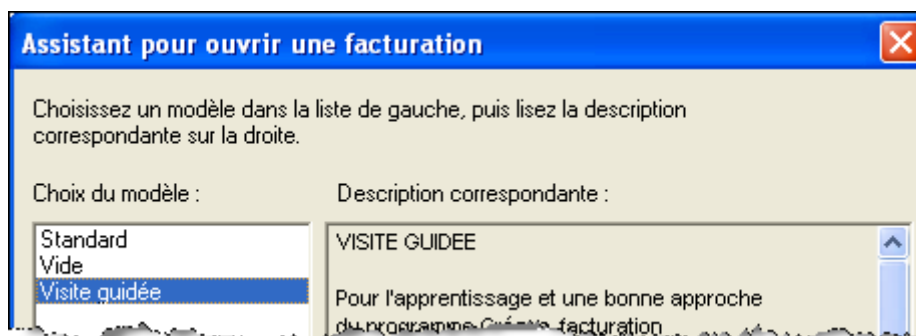 Assistant pour ouvrir une facturation
Choisissez un modèle dans la liste de gauche, puis lisez la description
correspondante sur la droite.
Choix du modèle :
Description correspondante :
Standard
Vide
Visite guidée
VISITE GUIDEE
Pour l'apprentissage et une bonne approche
du programme facturation